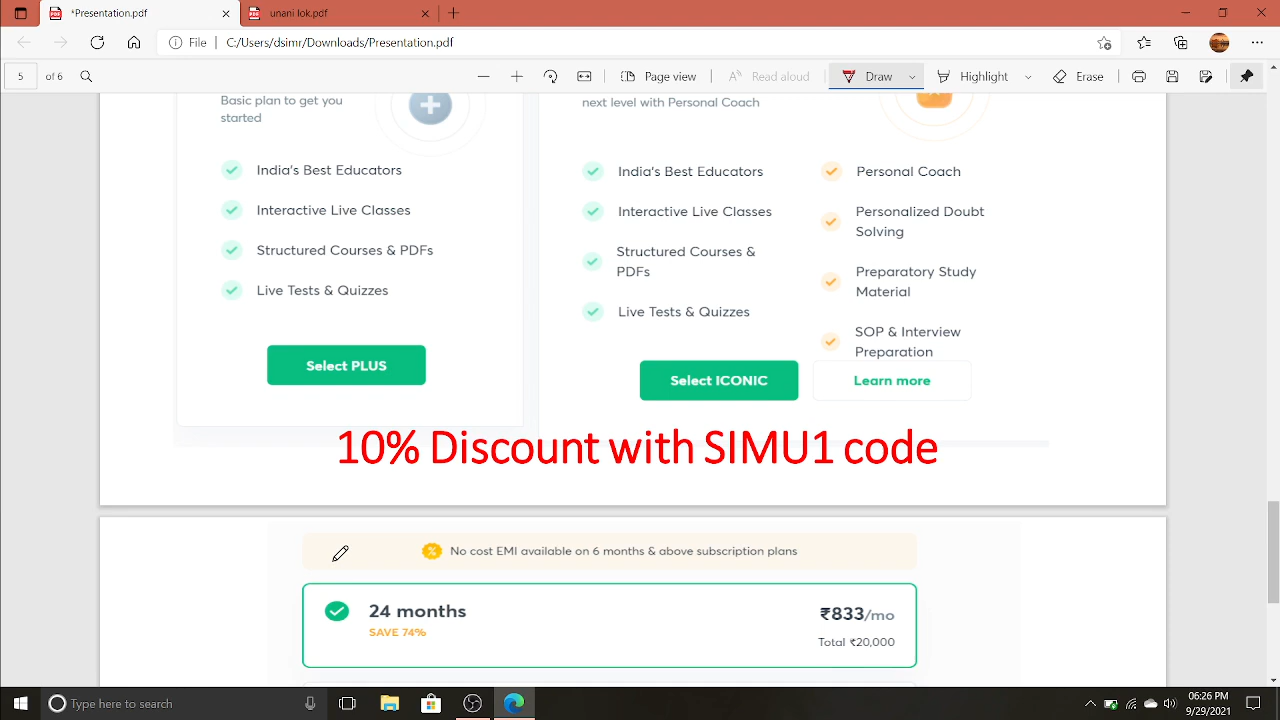 *Presentation.pdf
unani lok.pdf
File
C:/Users/dsimu/Downloads/Presentation.pdf
5 of 6
Page view
Read aloud
Draw
Highlight
Erase
Basic plan to get you
started
India's Best Educators
Interactive Live Classes
Structured Courses & PDFs
Live Tests & Quizzes
Select PLUS
next level with Personal Coach
India's Best Educators
Interactive Live Classes
Structured Courses &
PDFs
Live Tests & Quizzes
Personal Coach
Personalized Doubt
Solving
Preparatory Study
Material
SOP & Interview
Preparation
Select ICONIC
Learn more
10% Discount with SIMU1 code
No cost EMI available on 6 months & above subscription plans
24 months
SAVE 74%
₹833/mo
Total ₹20,000
Type here to search
06:26 PM